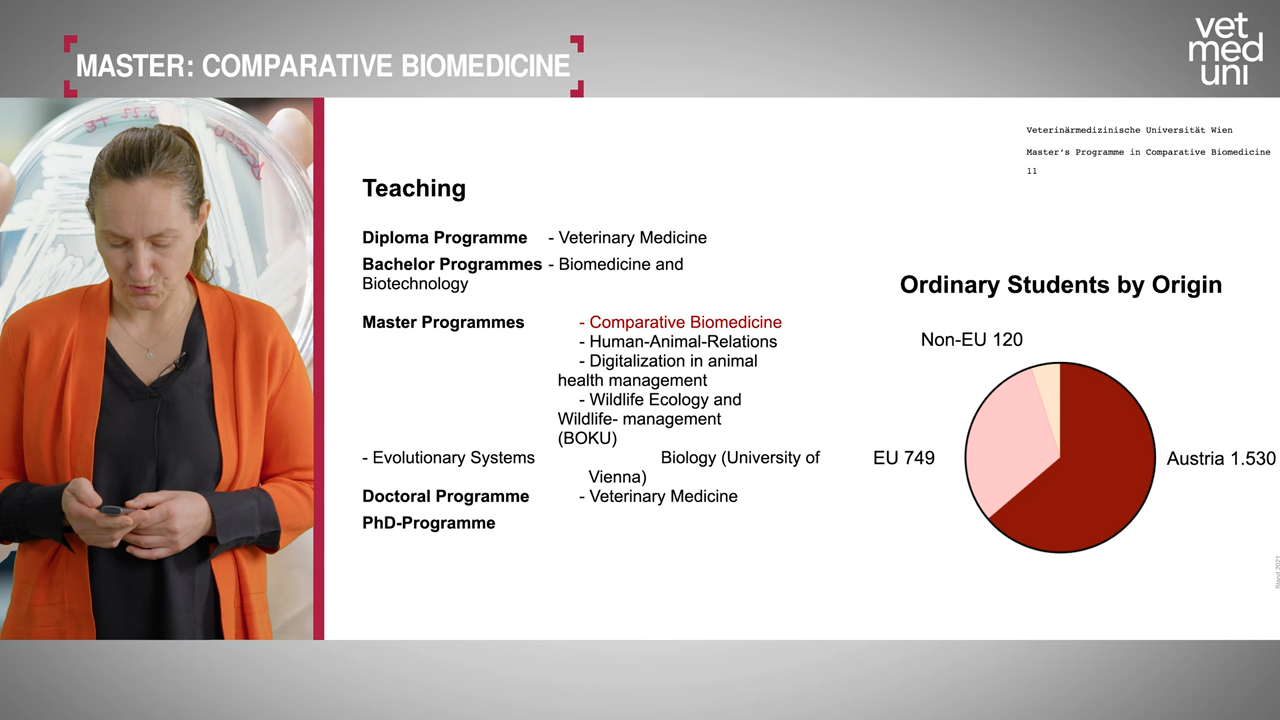 MASTER: COMPARATIVE BIOMEDICINE
vet
med
uni
Veterinärmedizinische Universität Wien
Master's Programme in Comparative Biomedicine
11
Teaching
Diploma Programme - Veterinary Medicine
Bachelor Programmes - Biomedicine and
Biotechnology
Master Programmes - Comparative Biomedicine
- Human-Animal-Relations
- Digitalization in animal
health management
- Wildlife Ecology and
Wildlife- management
(BOKU)
- Evolutionary Systems Biology (University of
Vienna)
Doctoral Programme - Veterinary Medicine
PhD-Programme
Ordinary Students by Origin
Non-EU 120
EU 749
Austria 1.530
Stand 2021